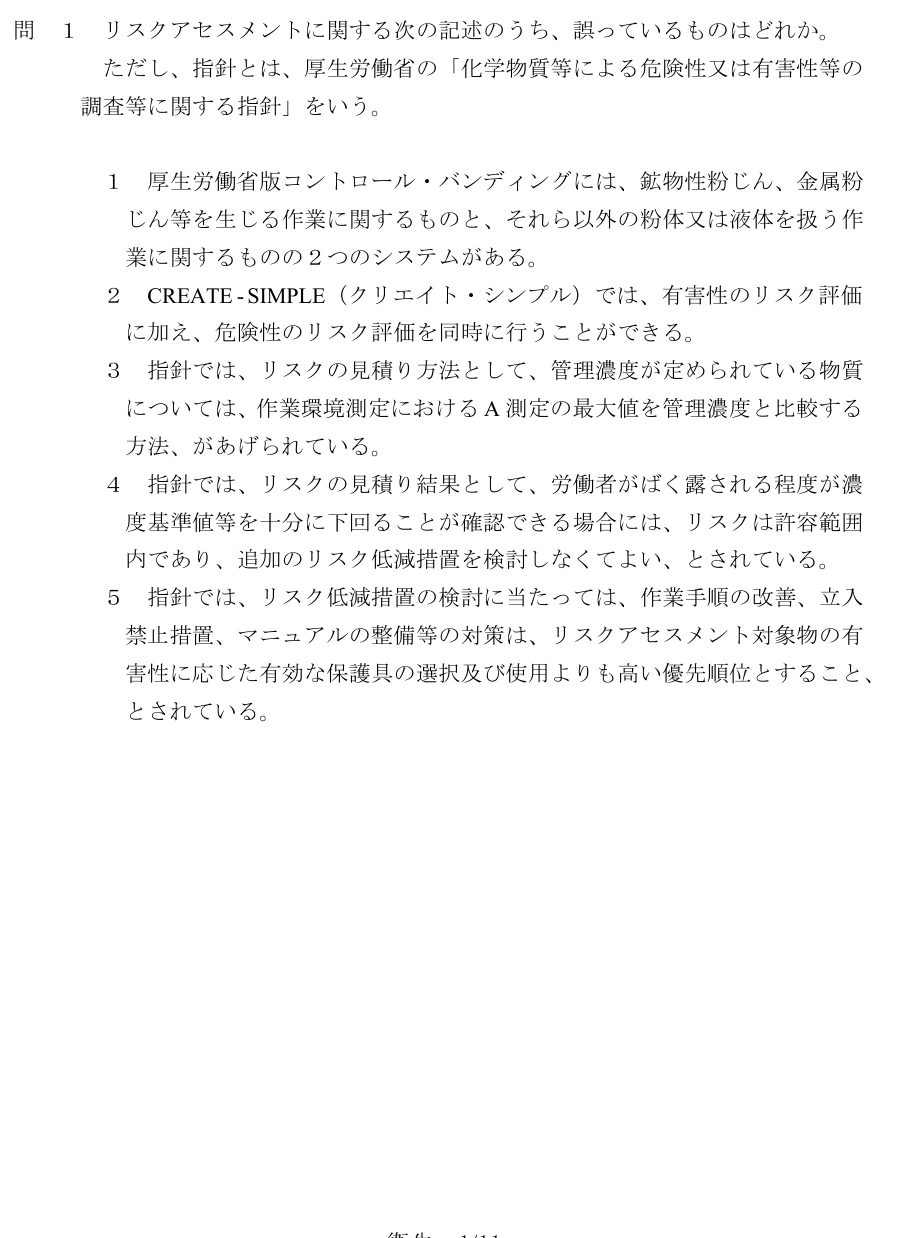 問　1　リスクアセスメントに関する次の記述のうち、誤っているものはどれか。
ただし、指針とは、厚生労働省の「化学物質等による危険性又は有害性等の
調査等に関する指針」をいう。
1　厚生労働省版コントロール・バンディングには、鉱物性粉じん、金属粉
じん等を生じる作業に関するものと、それら以外の粉体又は液体を扱う作
業に関するものの２つのシステムがある。
2　CREATE-SIMPLE（クリエイト・シンプル）では、有害性のリスク評価
に加え、危険性のリスク評価を同時に行うことができる。
3　指針では、リスクの見積り方法として、管理濃度が定められている物質
については、作業環境測定におけるA測定の最大値を管理濃度と比較する
方法、があげられている。
4　指針では、リスクの見積り結果として、労働者がばく露される程度が濃
度基準値等を十分に下回ることが確認できる場合には、リスクは許容範囲
内であり、追加のリスク低減措置を検討しなくてよい、とされている。
5　指針では、リスク低減措置の検討に当たっては、作業手順の改善、立入
禁止措置、マニュアルの整備等の対策は、リスクアセスメント対象物の有
害性に応じた有効な保護具の選択及び使用よりも高い優先順位とすること、
とされている。